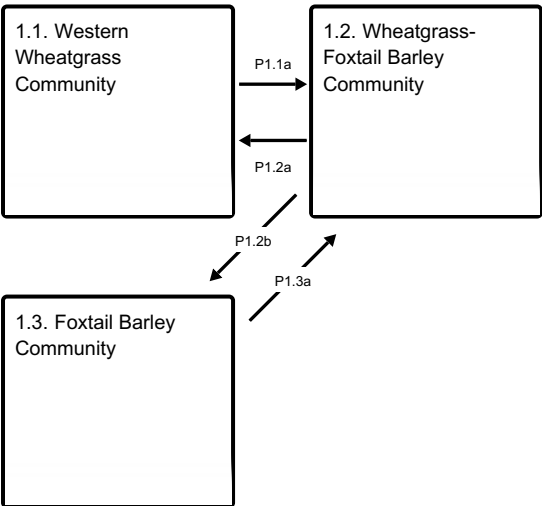 1.1. Western
Wheatgrass
Community
P1.1a
1.2. Wheatgrass-
Foxtail Barley
Community
P1.2a
P1.2b
P1.3a
1.3. Foxtail Barley
Community